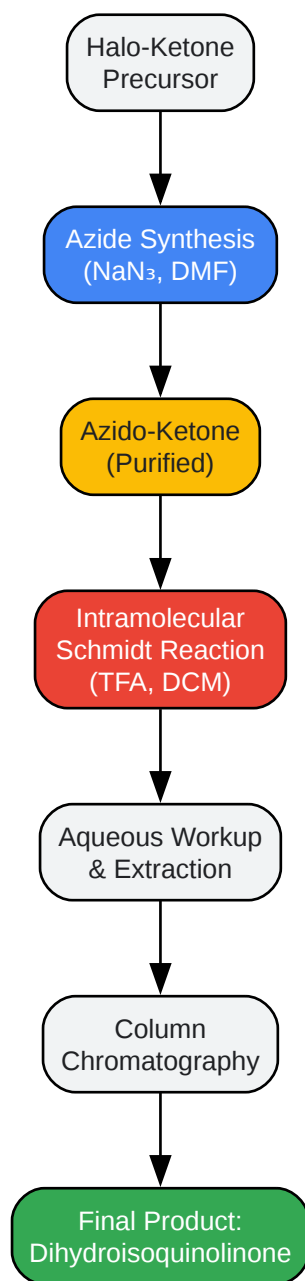 Halo-Ketone
Precursor
Azide Synthesis
(NaN₃, DMF)
Azido-Ketone
(Purified)
Intramolecular
Schmidt Reaction
(TFA, DCM)
Aqueous Workup
& Extraction
Column
Chromatography
Final Product:
Dihydroisoquinolinone